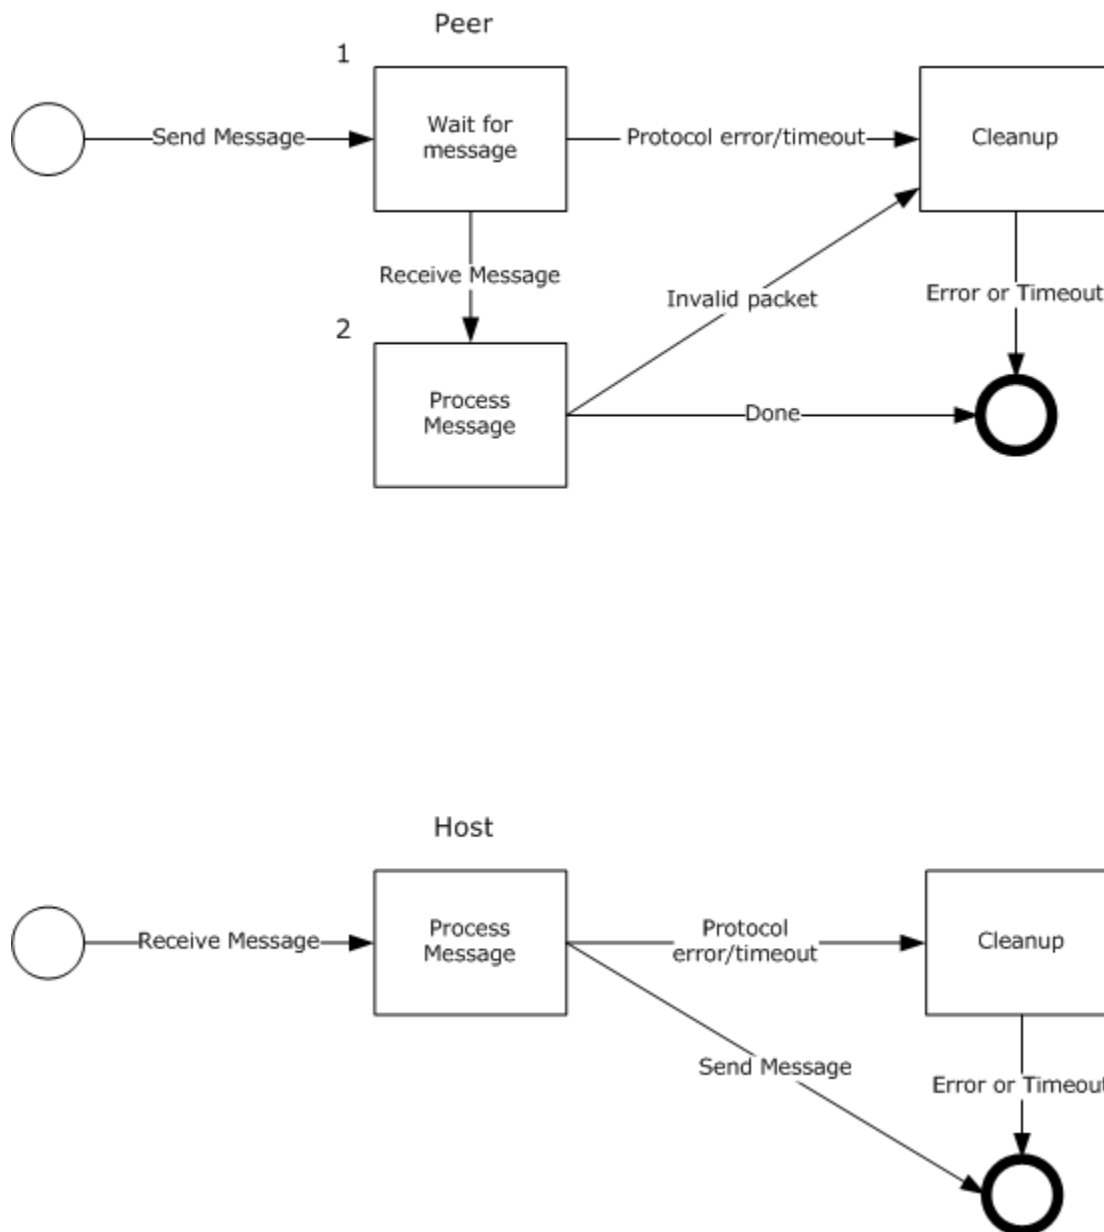 Peer
1
Wait for
message
Send Message
Protocol error/timeout
Cleanup
Receive Message
Invalid packet
Error or Timeout
2
Process
Message
Done
Host
Receive Message
Process
Message
Protocol
error/timeout
Cleanup
Send Message
Error or Timeout